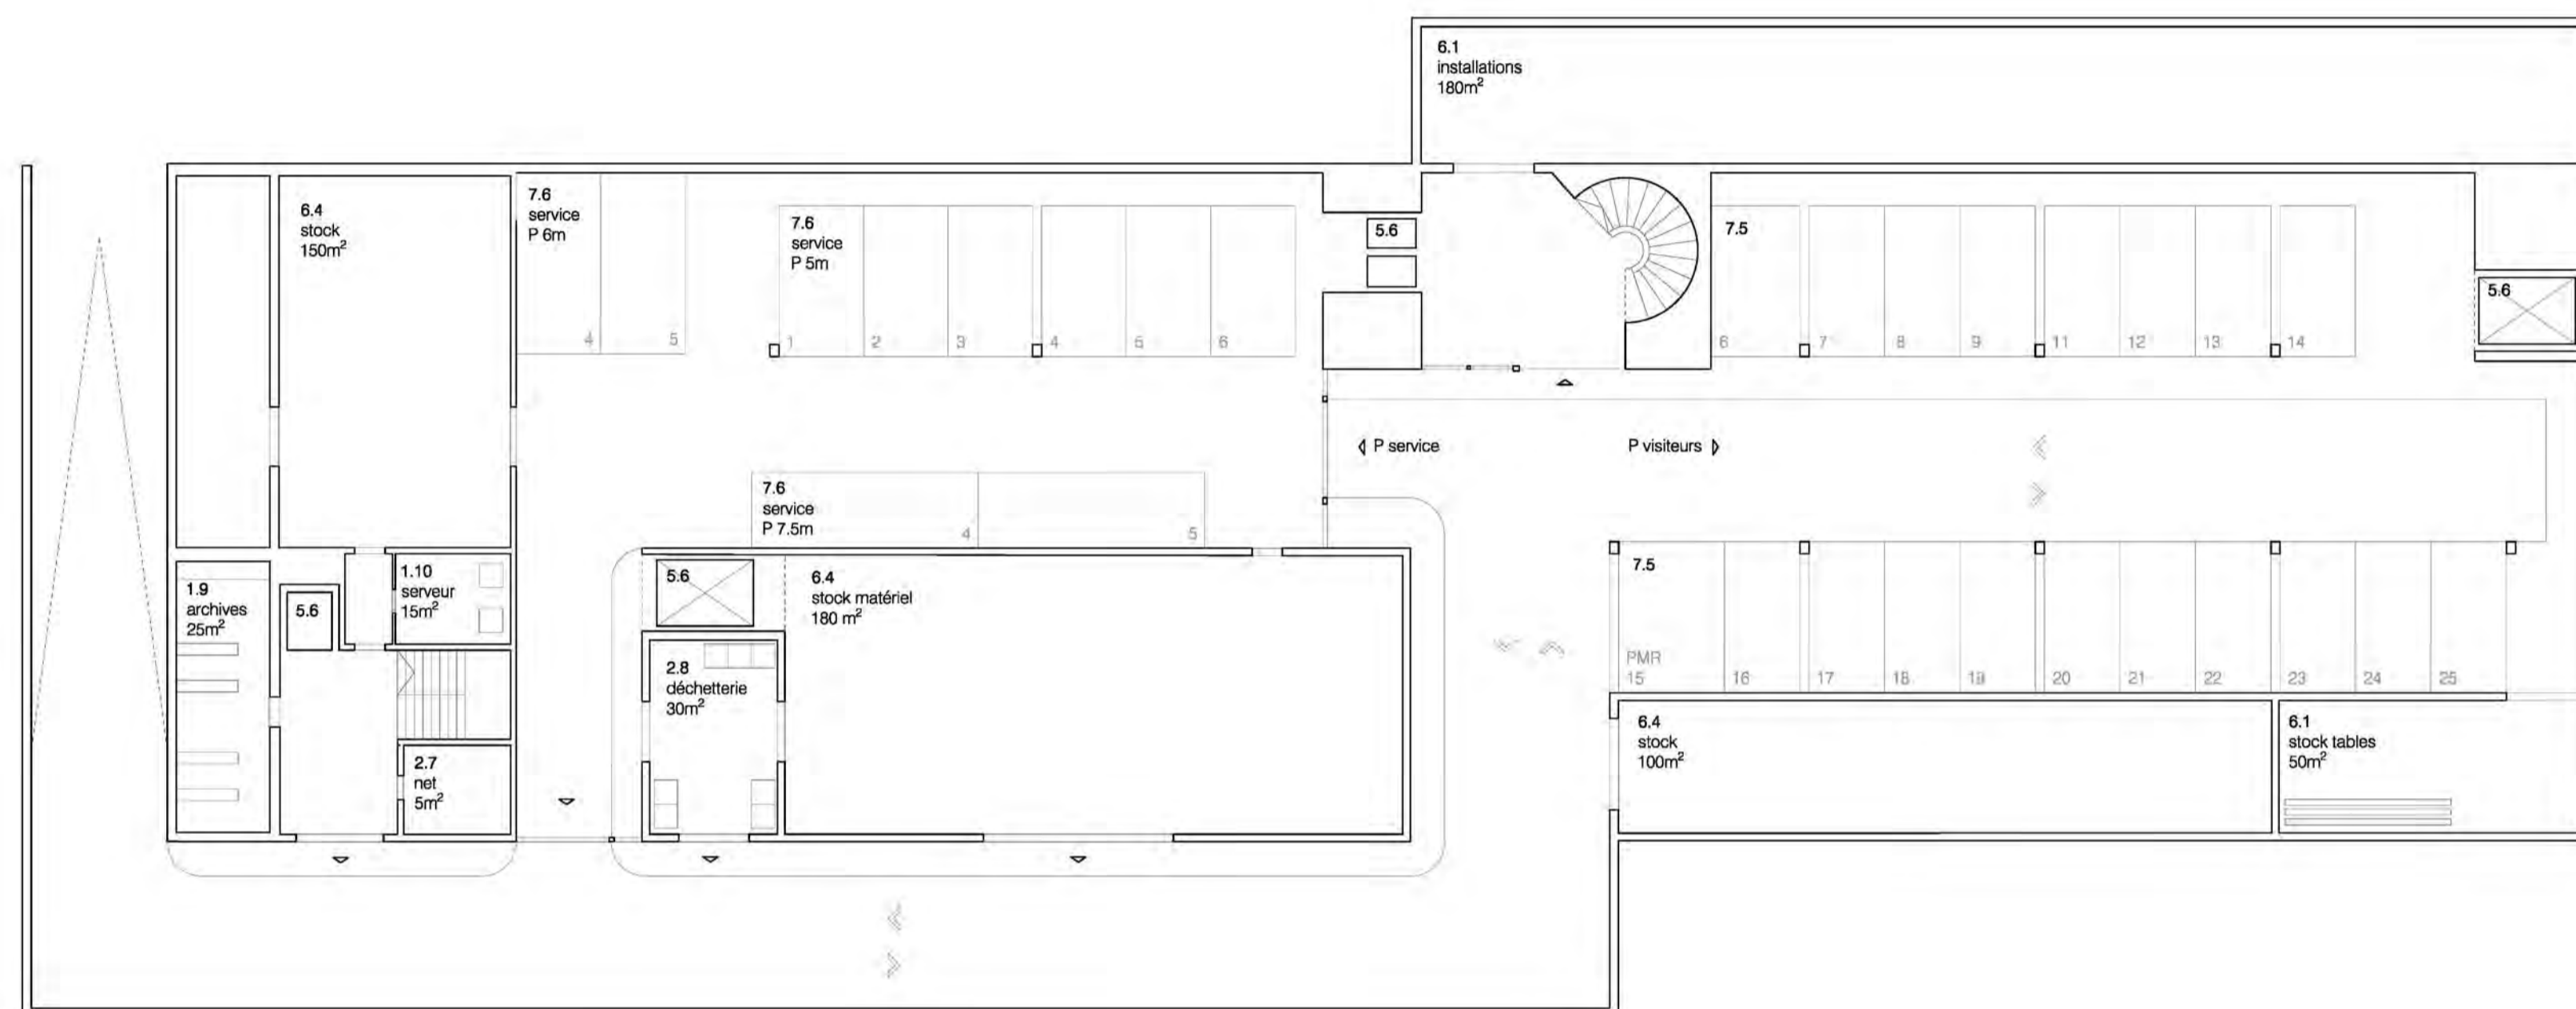 6.1
installations
180m²
6.4
stock
150m²
7.6
service
P 6m
4
5
7.6
service
P 5m
1
2
3
4
5
6
5.6
7.5
6
7
8
9
11
12
13
14
5.6
P service
P visiteurs
7.6
service
P 7.5m
4
5
1.9
archives
25m²
5.6
1.10
serveur
15m²
5.6
6.4
stock matériel
180 m²
7.5
PMR
15
16
17
18
19
20
21
22
23
24
25
2.8
déchetterie
30m²
2.7
net
5m²
6.4
stock
100m²
6.1
stock tables
50m²